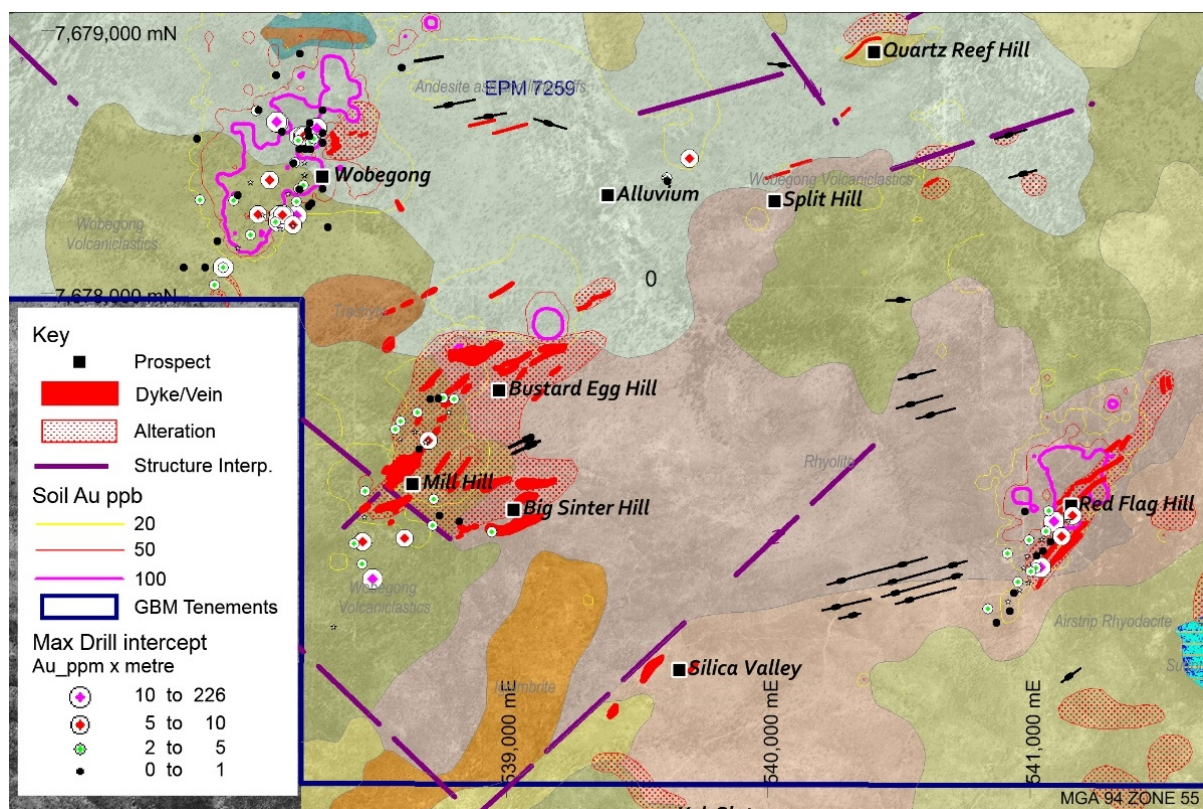 7,679,000 mN
Quartz Reef Hill
EPM 7259
Wobegong
Wobegong Volcaniclastics
Alluvium
Split Hill
Wobegong
Volcaniclastics
0
7,678,000 mN
Key
Prospect
Dyke/Vein
Alteration
Structure Interp.
Soil Au ppb
20
50
100
GBM Tenements
Max Drill intercept
Au_ppm x metre
10 to 226
5 to 10
2 to 5
0 to 1
Bustard Egg Hill
Rhyolite
Mill Hill
Big Sinter Hill
Red Flag Hill
Wobegong
Volcaniclastics
Airstrip Rhyodacite
Silica Valley
539,000 mE
540,000 mE
541,000 mE
MGA 94 ZONE 55